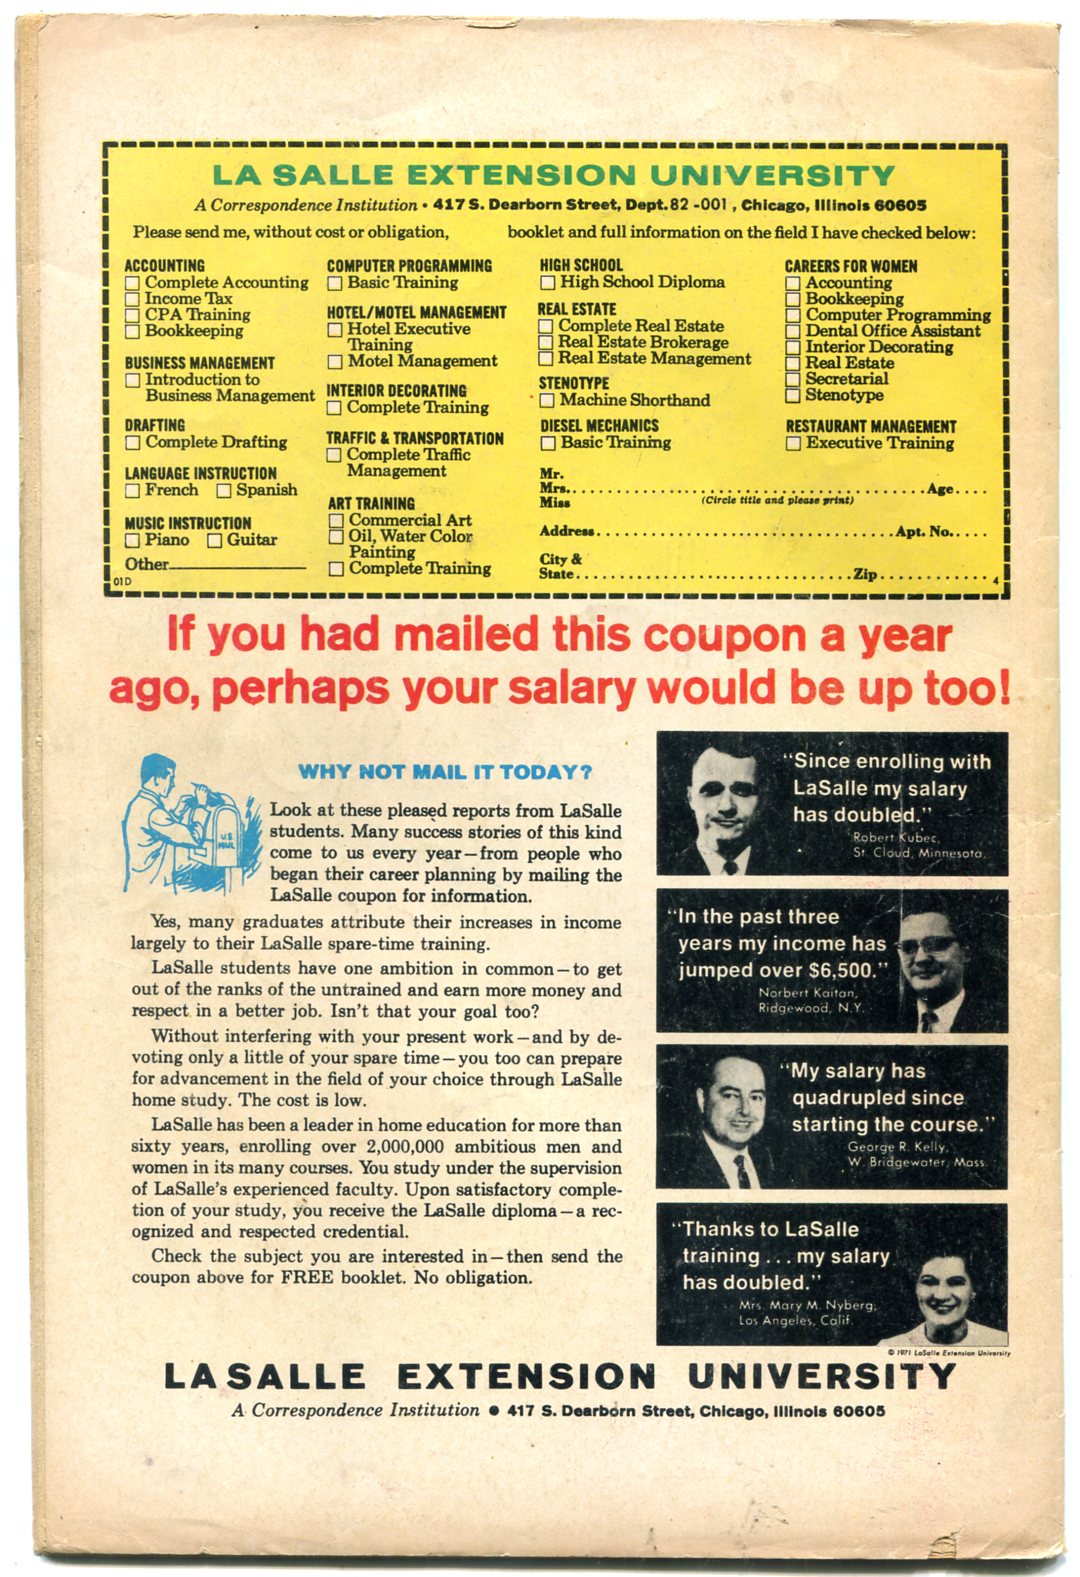 LA SALLE EXTENSION UNIVERSITY
A Correspondence Institution • 417 S. Dearborn Street, Dept. 82 -001 , Chicago, Illinois 60605
Please send me, without cost or obligation, booklet and full information on the field I have checked below:
ACCOUNTING
Complete Accounting
Income Tax
CPA Training
Bookkeeping
BUSINESS MANAGEMENT
Introduction to
Business Management
DRAFTING
Complete Drafting
LANGUAGE INSTRUCTION
French Spanish
MUSIC INSTRUCTION
Piano Guitar
Other
01D
COMPUTER PROGRAMMING
Basic Training
HOTEL/MOTEL MANAGEMENT
Hotel Executive
Training
Motel Management
INTERIOR DECORATING
Complete Training
TRAFFIC & TRANSPORTATION
Complete Traffic
Management
ART TRAINING
Commercial Art
Oil, Water Color
Painting
Complete Training
HIGH SCHOOL
High School Diploma
REAL ESTATE
Complete Real Estate
Real Estate Brokerage
Real Estate Management
STENOTYPE
Machine Shorthand
DIESEL MECHANICS
Basic Training
CAREERS FOR WOMEN
Accounting
Bookkeeping
Computer Programming
Dental Office Assistant
Interior Decorating
Real Estate
Secretarial
Stenotype
RESTAURANT MANAGEMENT
Executive Training
Mr.
Mrs. Age
Miss (Circle title and please print)
Address Apt. No.
City &
State Zip
4
If you had mailed this coupon a year
ago, perhaps your salary would be up too!
U.S.
MAIL
WHY NOT MAIL IT TODAY?
Look at these pleased reports from LaSalle
students. Many success stories of this kind
come to us every year—from people who
began their career planning by mailing the
LaSalle coupon for information.
Yes, many graduates attribute their increases in income
largely to their LaSalle spare-time training.
LaSalle students have one ambition in common—to get
out of the ranks of the untrained and earn more money and
respect in a better job. Isn't that your goal too?
Without interfering with your present work—and by de-
voting only a little of your spare time—you too can prepare
for advancement in the field of your choice through LaSalle
home study. The cost is low.
LaSalle has been a leader in home education for more than
sixty years, enrolling over 2,000,000 ambitious men and
women in its many courses. You study under the supervision
of LaSalle's experienced faculty. Upon satisfactory comple-
tion of your study, you receive the LaSalle diploma—a rec-
ognized and respected credential.
Check the subject you are interested in—then send the
coupon above for FREE booklet. No obligation.
"Since enrolling with
LaSalle my salary
has doubled."
Robert Kubec,
St. Cloud, Minnesota.
"In the past three
years my income has
jumped over $6,500."
Norbert Kaitan,
Ridgewood, N.Y.
"My salary has
quadrupled since
starting the course."
George R. Kelly,
W. Bridgewater, Mass.
"Thanks to LaSalle
training . . . my salary
has doubled."
Mrs. Mary M. Nyberg,
Los Angeles, Calif.
© 1971 LaSalle Extension University
LASALLE EXTENSION UNIVERSITY
A Correspondence Institution • 417 S. Dearborn Street, Chicago, Illinois 60605